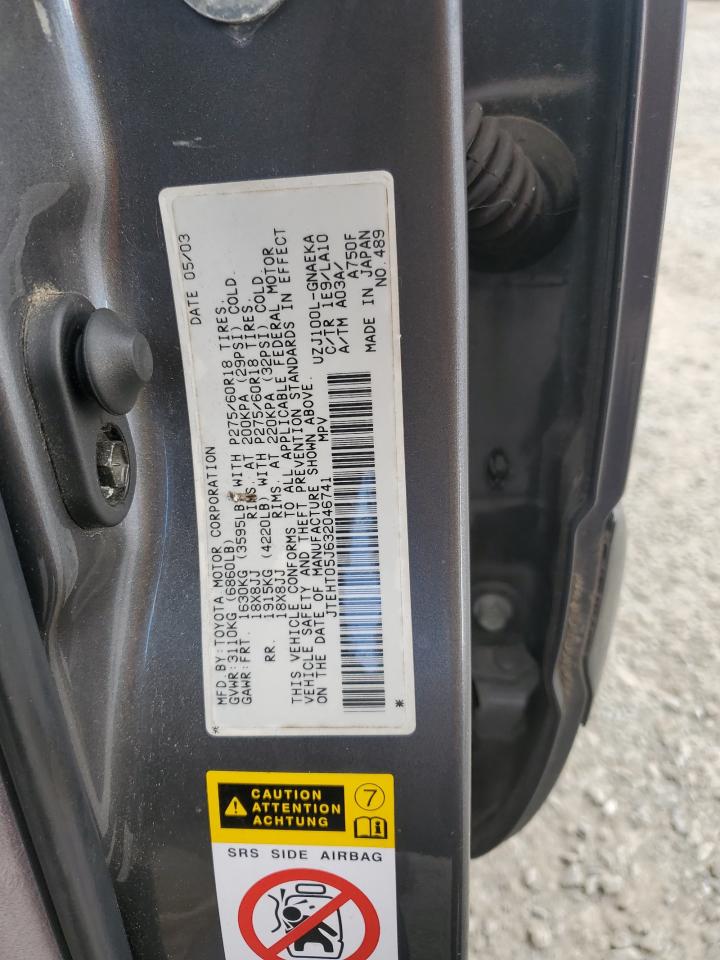 MFD.BY:TOYOTA MOTOR CORPORATION DATE 05/03
GVWR:3110KG (6860LB)
GAWR:FRT. 1630KG (3595LB) WITH P275/60R18 TIRES,
18X8JJ RIMS. AT 200KPA (29PSI) COLD.
RR. 1915KG (4220LB) WITH P275/60R18 TIRES,
18X8JJ RIMS. AT 220KPA (32PSI) COLD.
THIS VEHICLE CONFORMS TO ALL APPLICABLE FEDERAL MOTOR
VEHICLE SAFETY AND THEFT PREVENTION STANDARDS IN EFFECT
ON THE DATE OF MANUFACTURE SHOWN ABOVE.
JTEHT05J632046741 MPV
UZJ100L-GNAEKA
C/TR 1E9/LA10
A/TM A03A/
A750F
MADE IN JAPAN
NO.489
* *
CAUTION
ATTENTION
ACHTUNG
7
i
SRS SIDE AIRBAG